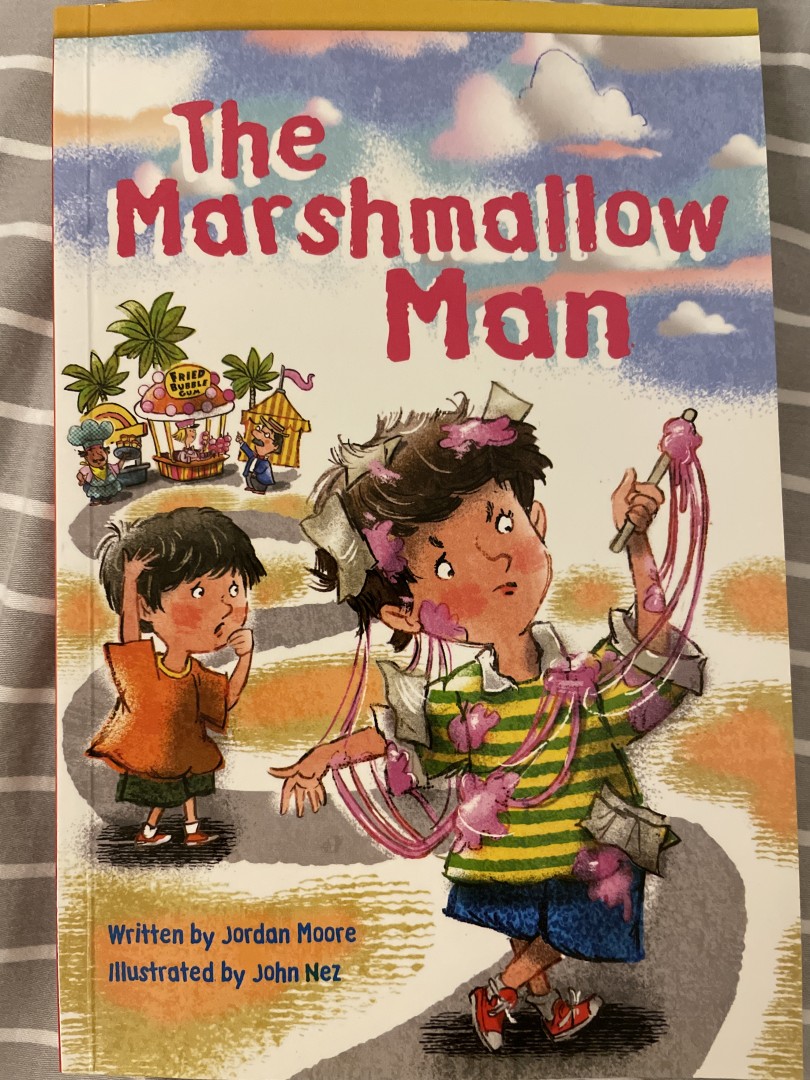 The
Marshmallow
Man
FRIED
BUBBLE
GUM
Written by Jordan Moore
Illustrated by John Nez